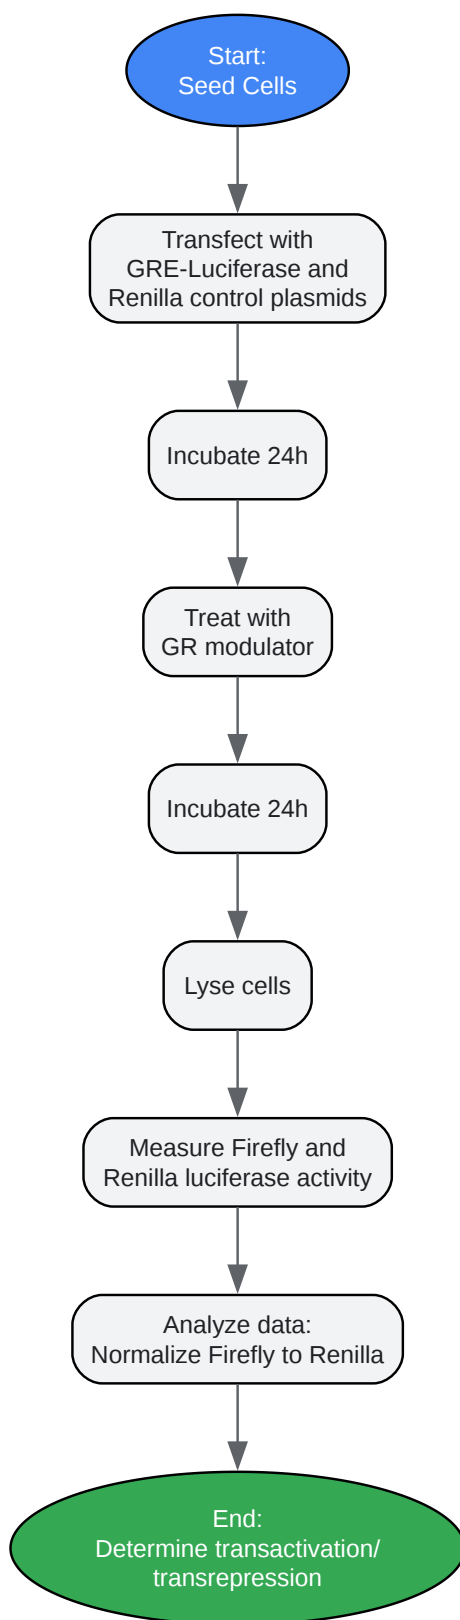 Start:
Seed Cells
Transfect with
GRE-Luciferase and
Renilla control plasmids
Incubate 24h
Treat with
GR modulator
Incubate 24h
Lyse cells
Measure Firefly and
Renilla luciferase activity
Analyze data:
Normalize Firefly to Renilla
End:
Determine transactivation/
transrepression